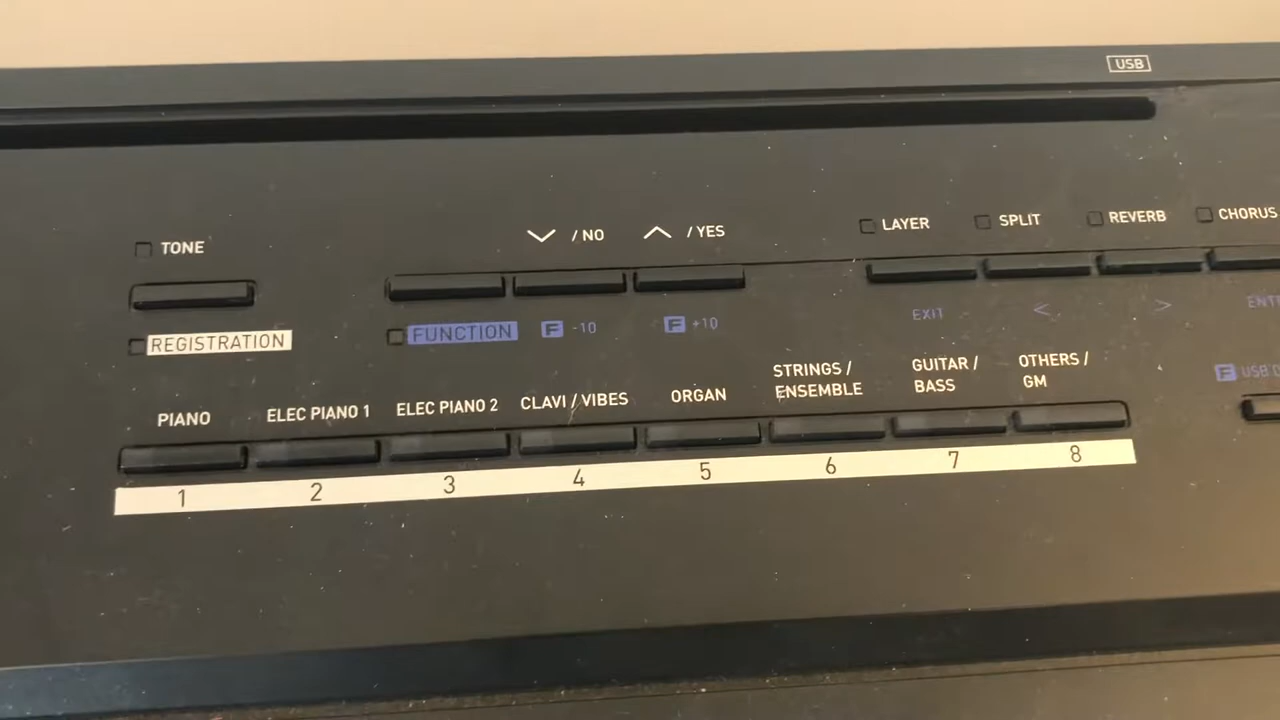 USB
TONE
/ NO
/ YES
LAYER
SPLIT
REVERB
CHORUS
REGISTRATION
FUNCTION
F -10
F +10
EXIT
<
>
PIANO
ELEC PIANO 1
ELEC PIANO 2
CLAVI / VIBES
ORGAN
STRINGS /
ENSEMBLE
GUITAR /
BASS
OTHERS /
GM
F USB
1
2
3
4
5
6
7
8